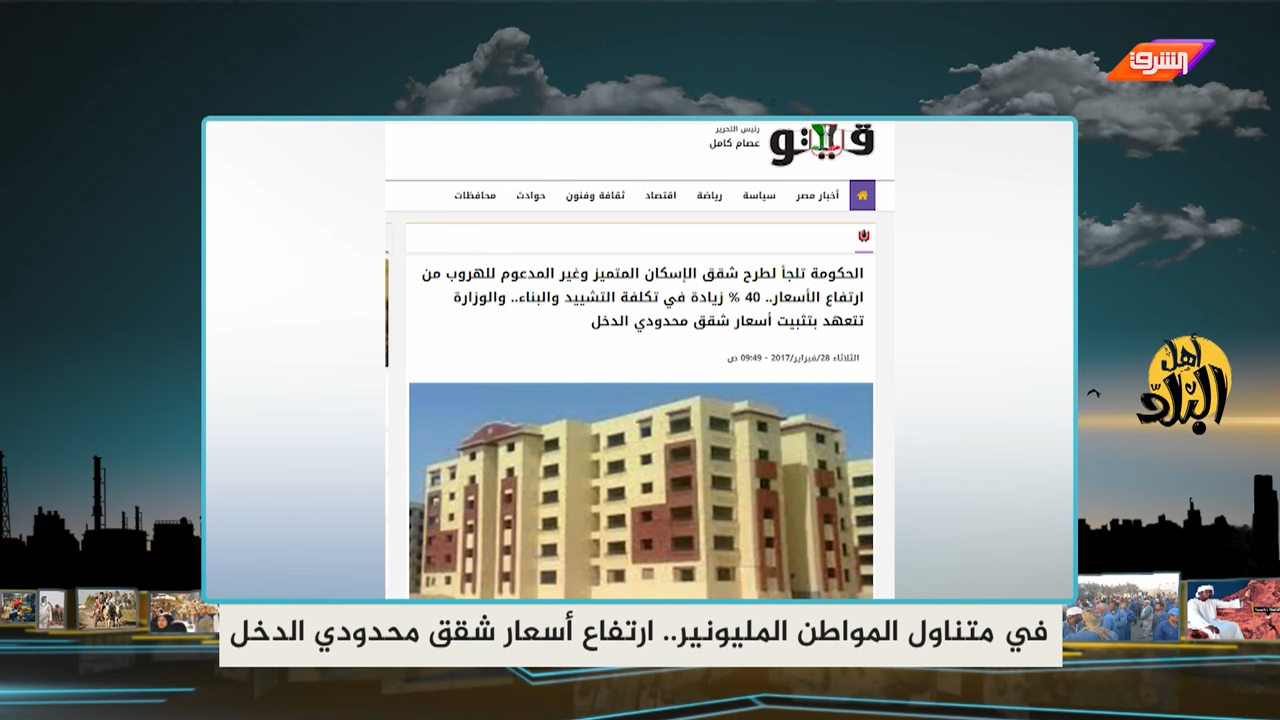 الشرق
رئيس التحرير
عصام كامل
ڤيتو
أخبار مصر سياسة رياضة اقتصاد ثقافة وفنون حوادث محافظات
الحكومة تلجأ لطرح شقق الإسكان المتميز وغير المدعوم للهروب من
ارتفاع الأسعار.. 40 % زيادة في تكلفة التشييد والبناء.. والوزارة
تتعهد بتثبيت أسعار شقق محدودي الدخل
الثلاثاء 28/فبراير/2017 - 09:49 ص
أهل
البلد
في متناول المواطن المليونير.. ارتفاع أسعار شقق محدودي الدخل